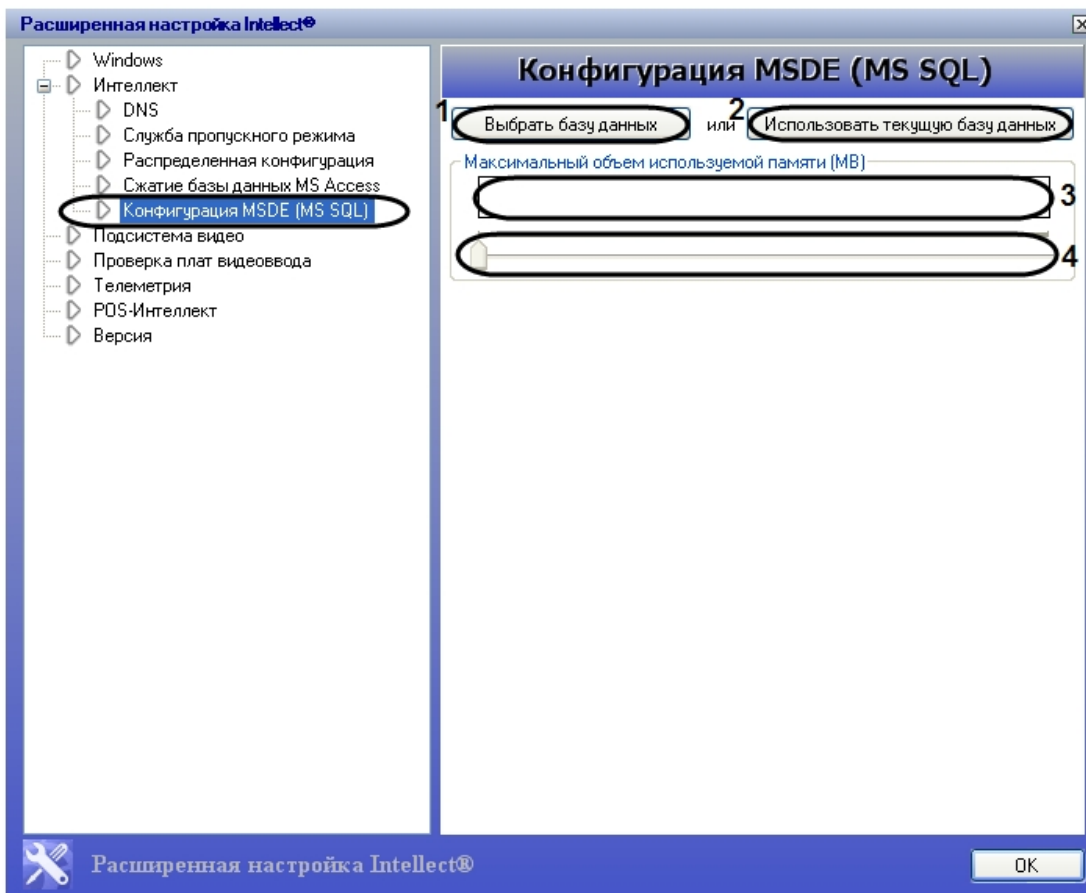 Расширенная настройка Intellect®
Windows
Интеллект
DNS
Служба пропускного режима
Распределенная конфигурация
Сжатие базы данных MS Access
Конфигурация MSDE (MS SQL)
Подсистема видео
Проверка плат видеоввода
Телеметрия
POS-Интеллект
Версия
Конфигурация MSDE (MS SQL)
1 Выбрать базу данных или 2 Использовать текущую базу данных
Максимальный объем используемой памяти (MB)
3
4
Расширенная настройка Intellect®
OK